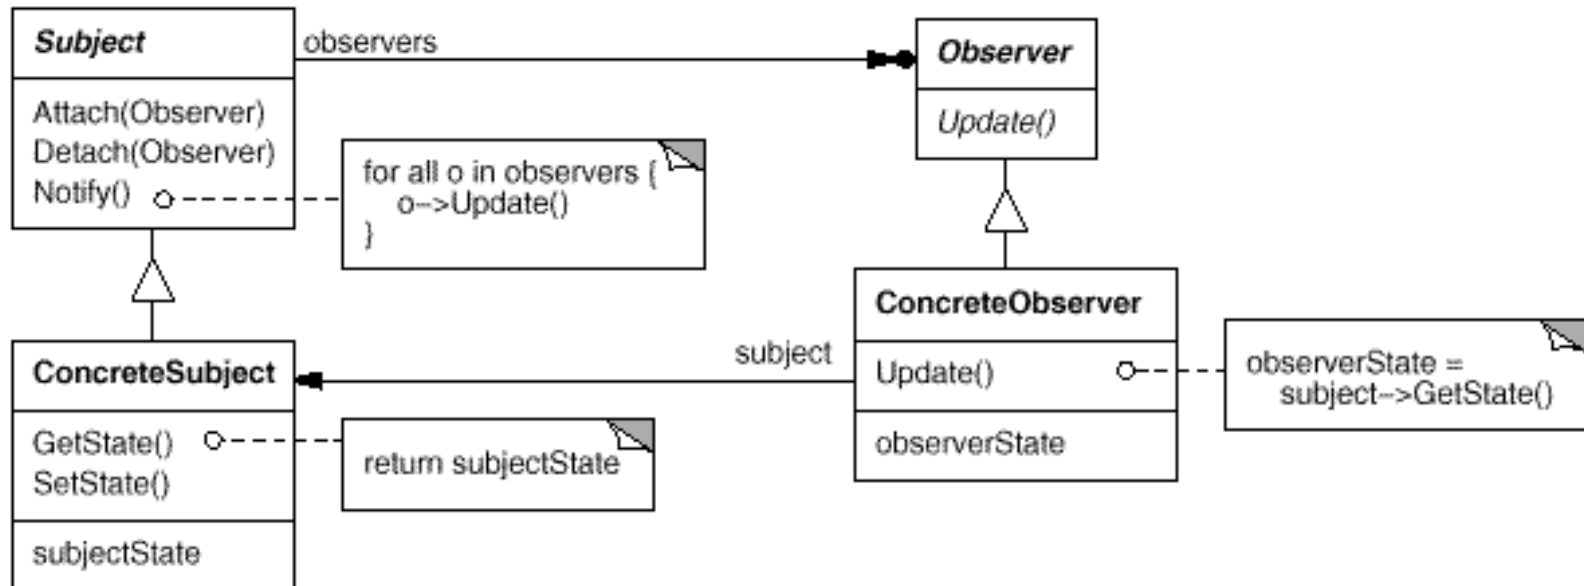 Subject
observers
Observer
Attach(Observer)
Detach(Observer)
Notify()
for all o in observers {
o->Update()
}
Update()
ConcreteSubject
subject
ConcreteObserver
Update()
observerState =
subject->GetState()
GetState()
SetState()
return subjectState
observerState
subjectState